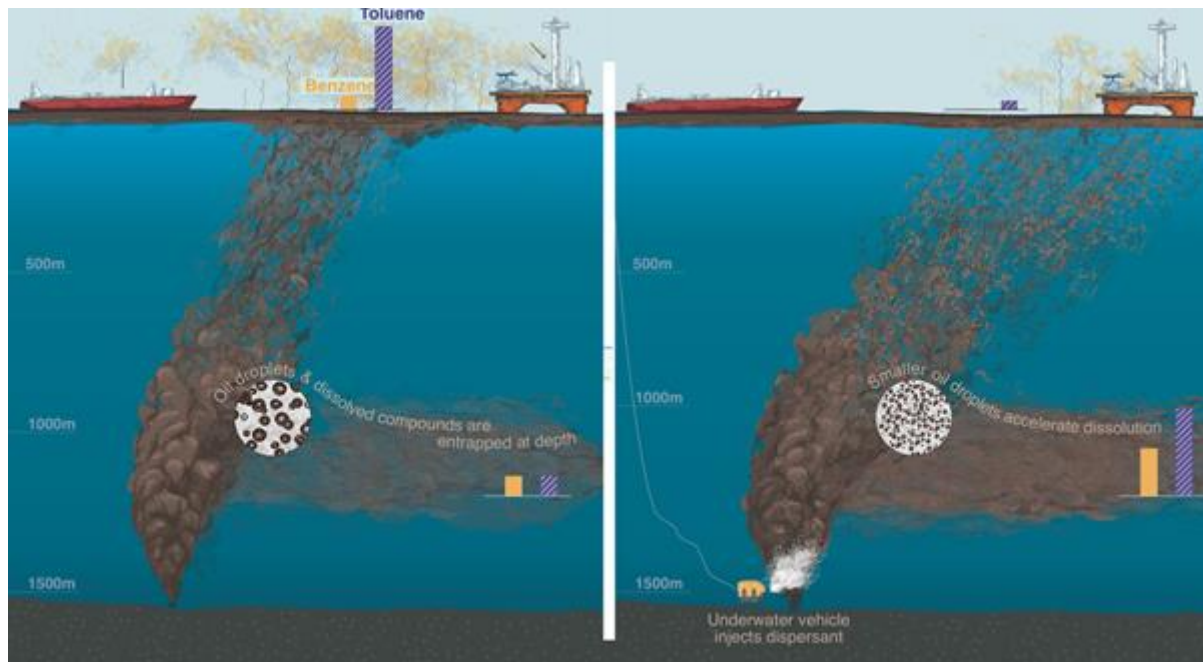 Toluene
Benzene
500m
Oil droplets & dissolved compounds are
entrapped at depth
1000m
1500m
500m
Smaller oil droplets accelerate dissolution
1000m
1500m
Underwater vehicle
injects dispersant